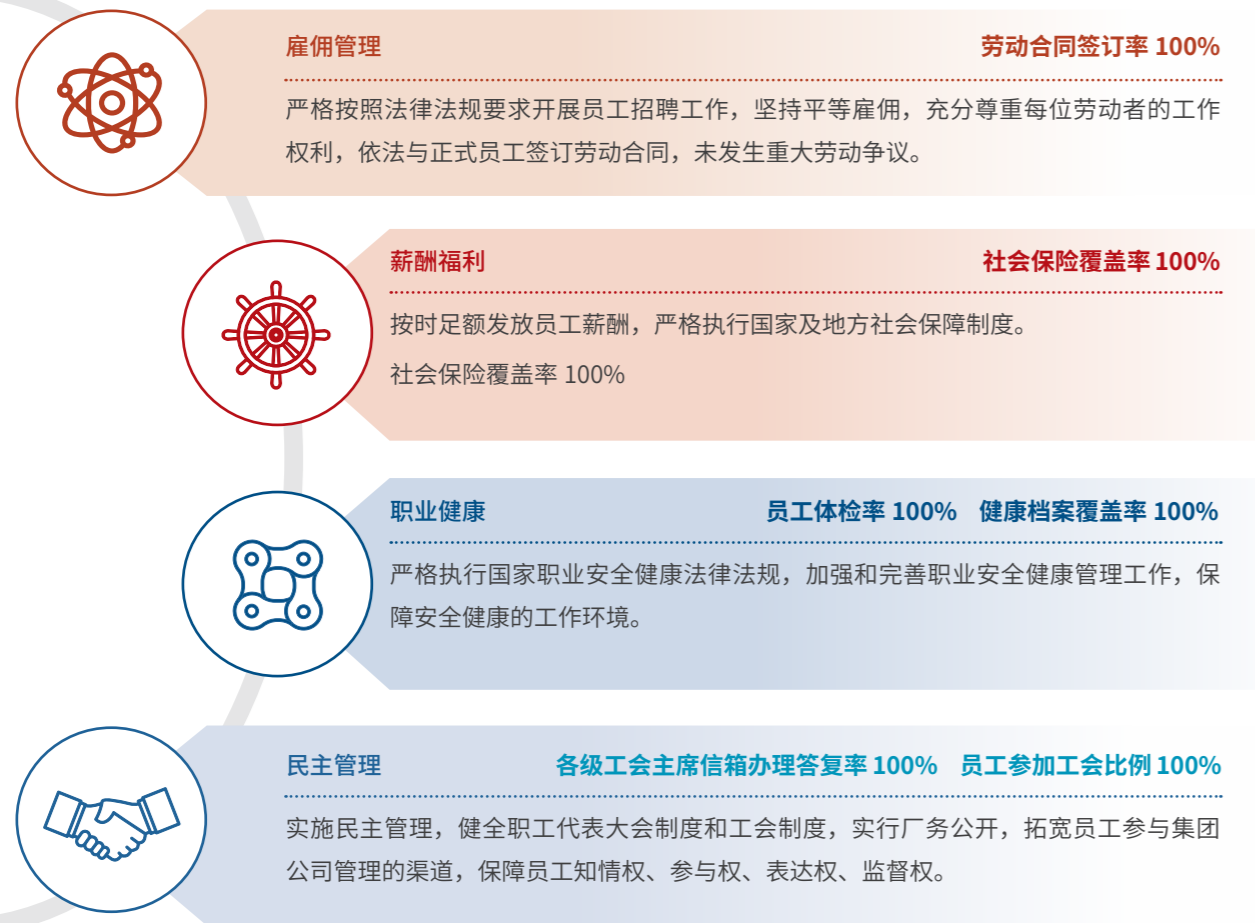 雇佣管理 劳动合同签订率 100%
严格按照法律法规要求开展员工招聘工作，坚持平等雇佣，充分尊重每位劳动者的工作
权利，依法与正式员工签订劳动合同，未发生重大劳动争议。
薪酬福利 社会保险覆盖率 100%
按时足额发放员工薪酬，严格执行国家及地方社会保障制度。
社会保险覆盖率 100%
职业健康 员工体检率 100% 健康档案覆盖率 100%
严格执行国家职业安全健康法律法规，加强和完善职业安全健康管理工作，保
障安全健康的工作环境。
民主管理 各级工会主席信箱办理答复率 100% 员工参加工会比例 100%
实施民主管理，健全职工代表大会制度和工会制度，实行厂务公开，拓宽员工参与集团
公司管理的渠道，保障员工知情权、参与权、表达权、监督权。